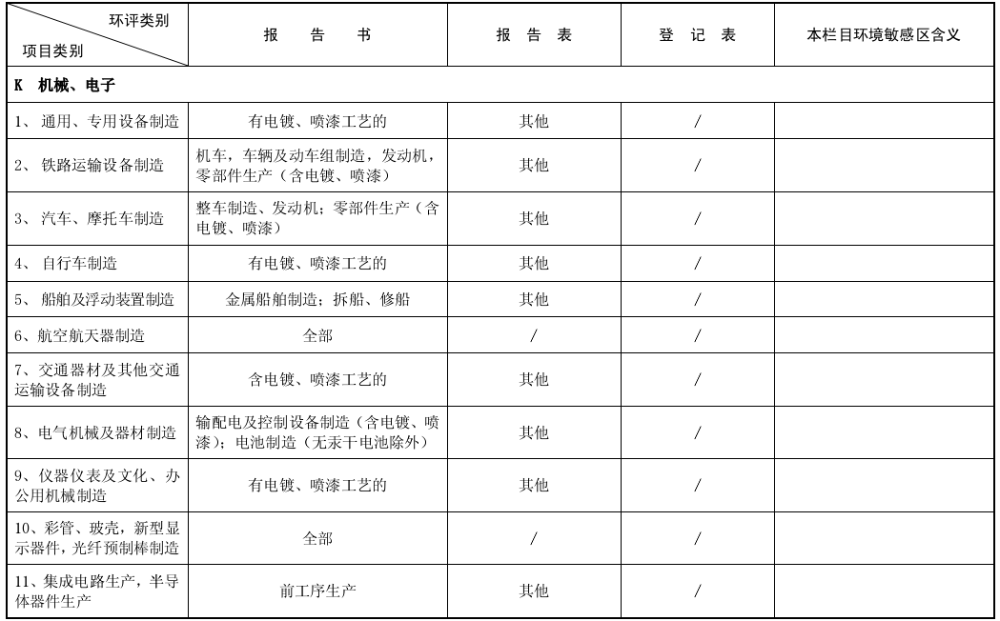 环评类别
项目类别
报 告 书
报 告 表
登 记 表
本栏目环境敏感区含义
K 机械、电子
1、 通用、专用设备制造
有电镀、喷漆工艺的
其他
/
2、 铁路运输设备制造
机车，车辆及动车组制造，发动机，
零部件生产（含电镀、喷漆）
其他
/
3、 汽车、摩托车制造
整车制造、发动机；零部件生产（含
电镀、喷漆）
其他
/
4、 自行车制造
有电镀、喷漆工艺的
其他
/
5、 船舶及浮动装置制造
金属船舶制造；拆船、修船
其他
/
6、航空航天器制造
全部
/
/
7、交通器材及其他交通
运输设备制造
含电镀、喷漆工艺的
其他
/
8、电气机械及器材制造
输配电及控制设备制造（含电镀、喷
漆）；电池制造（无汞干电池除外）
其他
/
9、仪器仪表及文化、办
公用机械制造
有电镀、喷漆工艺的
其他
/
10、彩管、玻壳，新型显
示器件，光纤预制棒制造
全部
/
/
11、集成电路生产，半导
体器件生产
前工序生产
其他
/